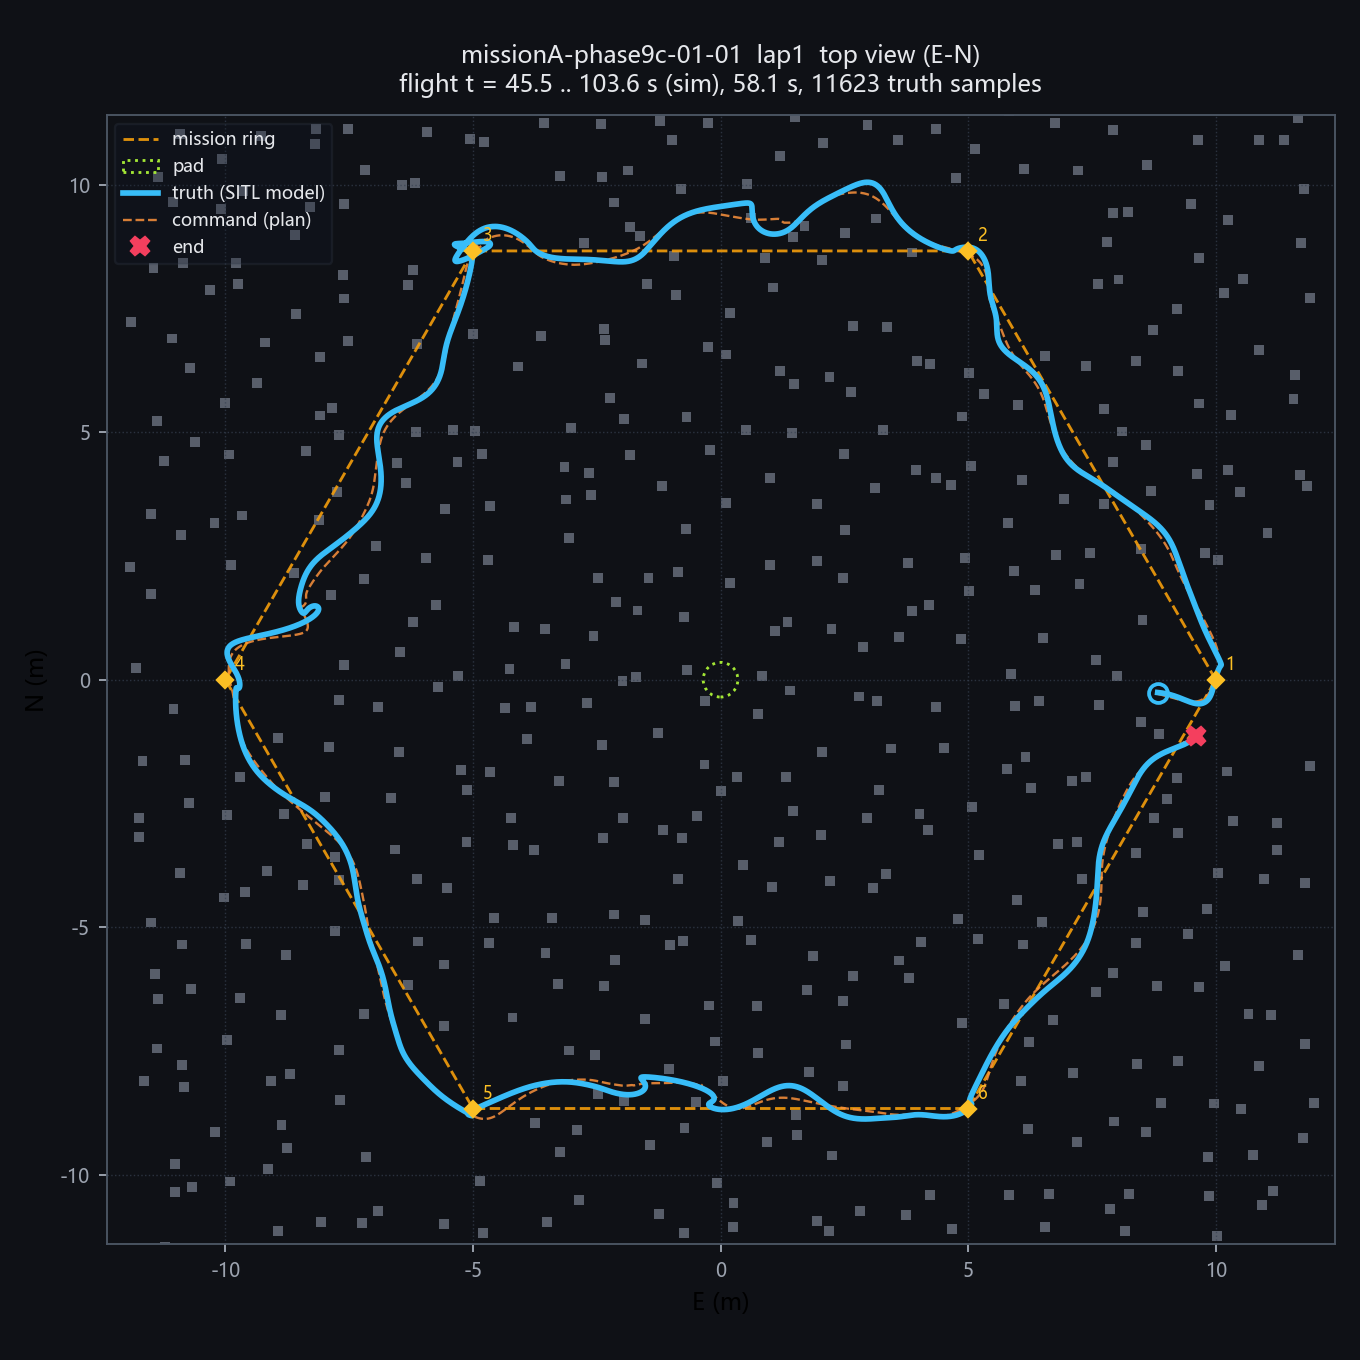 missionA-phase9c-01-01 lap1 top view (E-N)
flight t = 45.5 .. 103.6 s (sim), 58.1 s, 11623 truth samples
mission ring
pad
truth (SITL model)
command (plan)
end
3
2
4
1
5
6
10
5
0
-5
-10
N (m)
-10
-5
0
5
10
E (m)